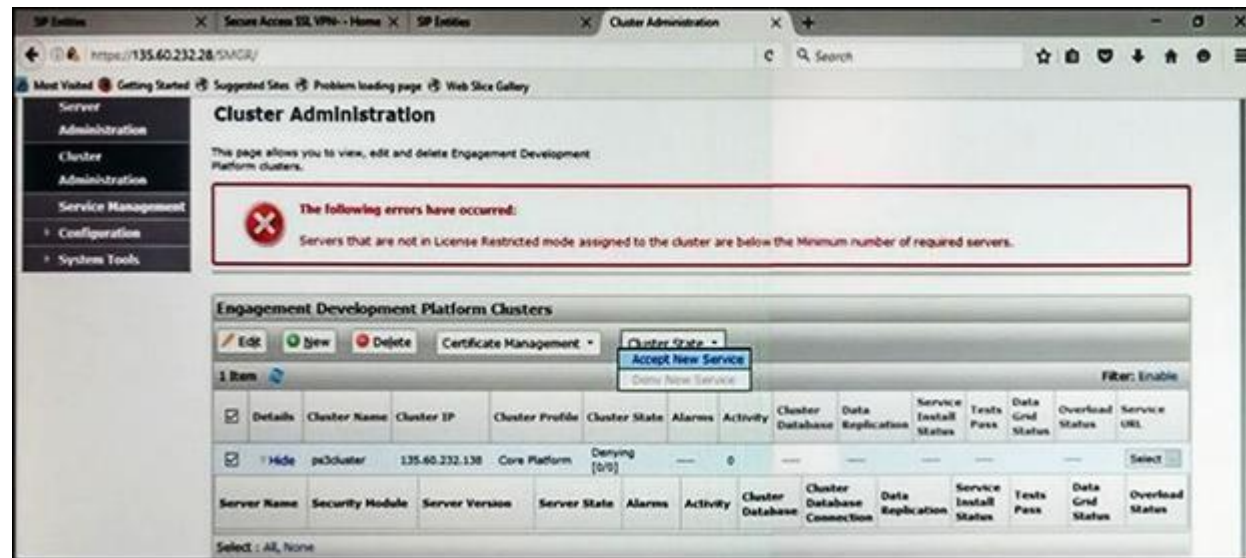 SIP Entities
Secure Access SSL VPN - - Home
SIP Entities
Cluster Administration
https://135.60.232.28/SMGR/
Search
Most Visited
Getting Started
Suggested Sites
Problem loading page
Web Slice Gallery
Server Administration
Cluster Administration
Service Management
Configuration
System Tools
Cluster Administration
This page allows you to view, edit and delete Engagement Development
Platform clusters.
The following errors have occurred:
Servers that are not in License Restricted mode assigned to the cluster are below the Minimum number of required servers.
Engagement Development Platform Clusters
Edit
New
Delete
Certificate Management
Cluster State
Accept New Service
Deny New Service
1 Item
Filter: Enable
Details Cluster Name Cluster IP Cluster Profile Cluster State Alarms Activity Cluster Database Data Replication Service Install Status Tests Pass Data Grid Status Overload Status Service URL
Hide ps3cluster 135.60.232.138 Core Platform Denying [0/0] ---- 0 ---- ---- ---- ---- ---- Select
Server Name Security Module Server Version Server State Alarms Activity Cluster Database Cluster Database Connection Data Replication Service Install Status Tests Pass Data Grid Status Overload Status
Select : All, None